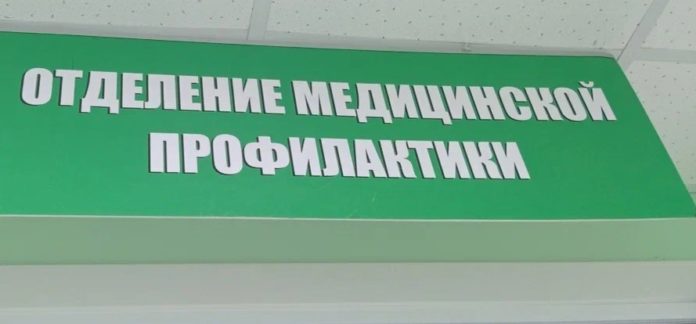 ОТДЕЛЕНИЕ МЕДИЦИНСКОЙ
ПРОФИЛАКТИКИ